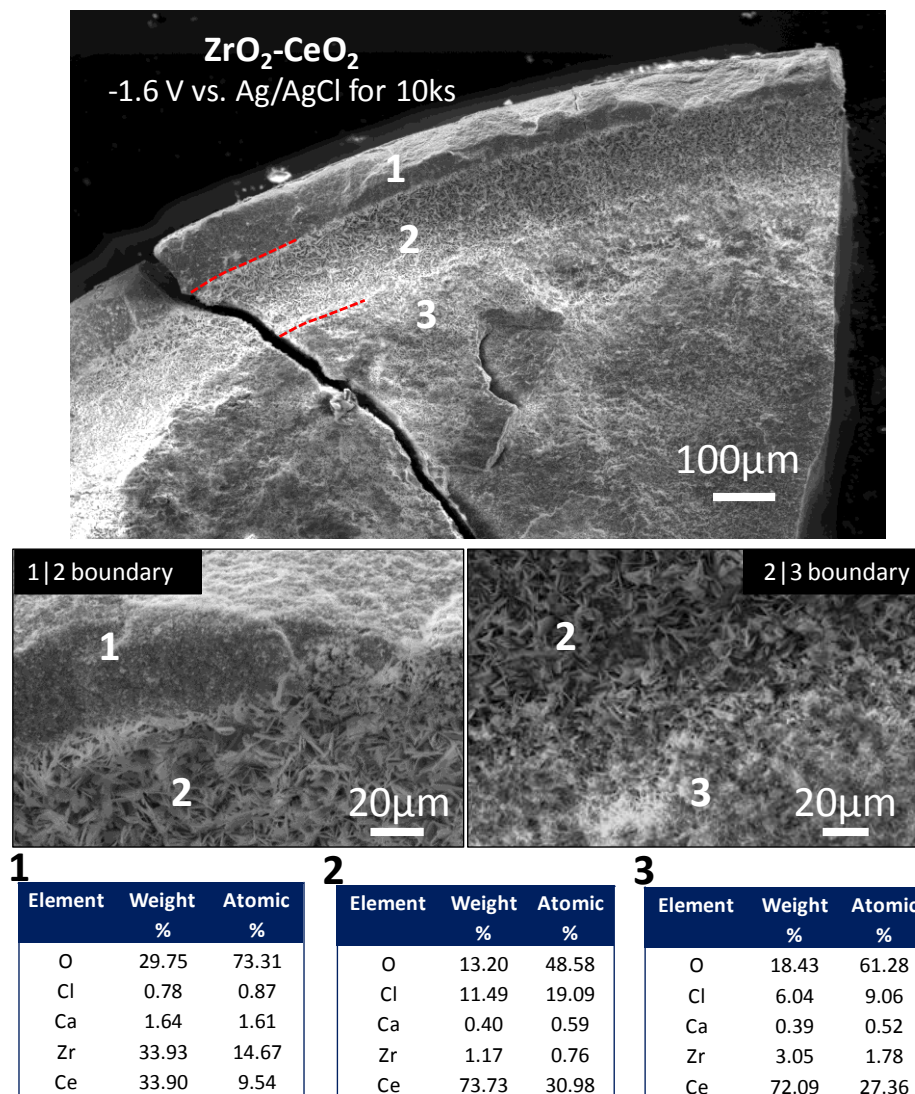 ZrO₂-CeO₂
-1.6 V vs. Ag/AgCl for 10ks
1
2
3
100µm
1|2 boundary
1
2
20µm
2|3 boundary
2
3
20µm
1
Element Weight % Atomic %
O 29.75 73.31
Cl 0.78 0.87
Ca 1.64 1.61
Zr 33.93 14.67
Ce 33.90 9.54
2
Element Weight % Atomic %
O 13.20 48.58
Cl 11.49 19.09
Ca 0.40 0.59
Zr 1.17 0.76
Ce 73.73 30.98
3
Element Weight % Atomic %
O 18.43 61.28
Cl 6.04 9.06
Ca 0.39 0.52
Zr 3.05 1.78
Ce 72.09 27.36